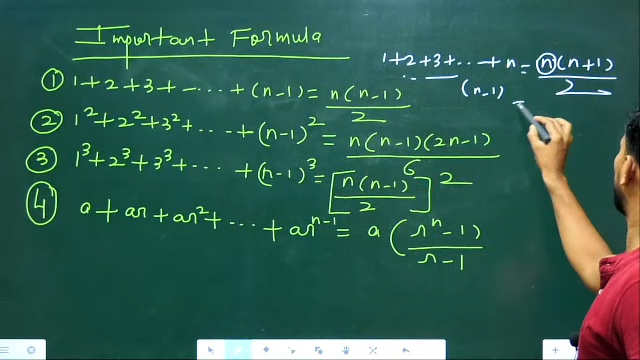 Important Formula
1+2+3+...+n = n(n+1)/2
(n-1) =
① 1+2+3+-...+(n-1) = n(n-1)/2
② 1²+2²+3²+...+(n-1)² = n(n-1)(2n-1)/6
③ 1³+2³+3³+...+(n-1)³ = [n(n-1)/2]²
④ a+ar+ar²+...+arⁿ⁻¹ = a(rⁿ-1/r-1)